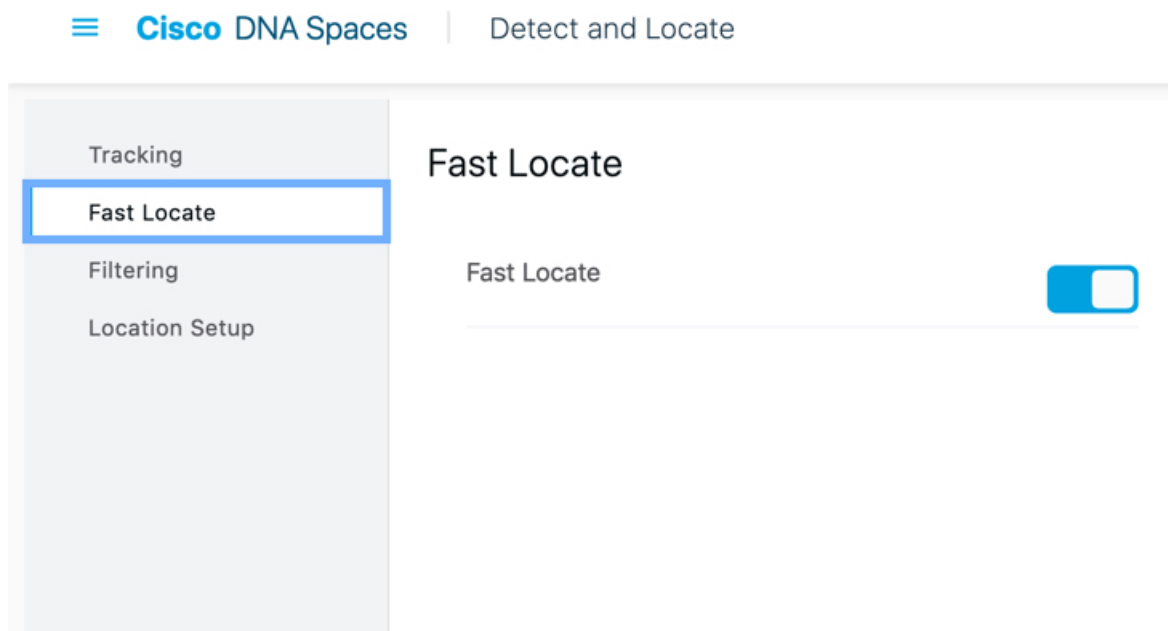 Cisco DNA Spaces Detect and Locate
Tracking
Fast Locate
Filtering
Location Setup
Fast Locate
Fast Locate